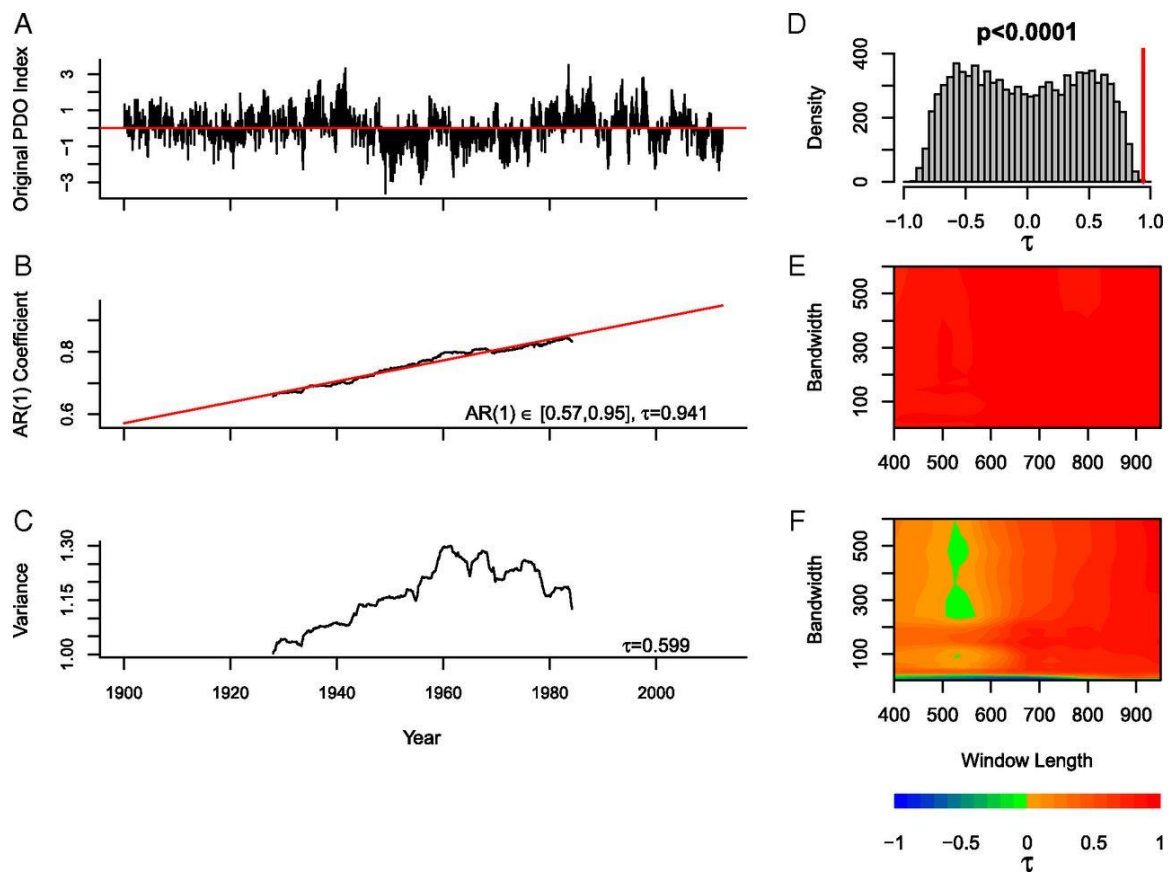 A
Original PDO Index
3
1
−1
−3
B
AR(1) Coefficient
0.8
0.6
AR(1) ∈ [0.57,0.95], τ=0.941
C
Variance
1.30
1.15
1.00
τ=0.599
1900 1920 1940 1960 1980 2000
Year
D
p<0.0001
Density
400
200
0
−1.0 −0.5 0.0 0.5 1.0
τ
E
Bandwidth
500
300
100
400 500 600 700 800 900
F
Bandwidth
500
300
100
400 500 600 700 800 900
Window Length
−1 −0.5 0 0.5 1
τ